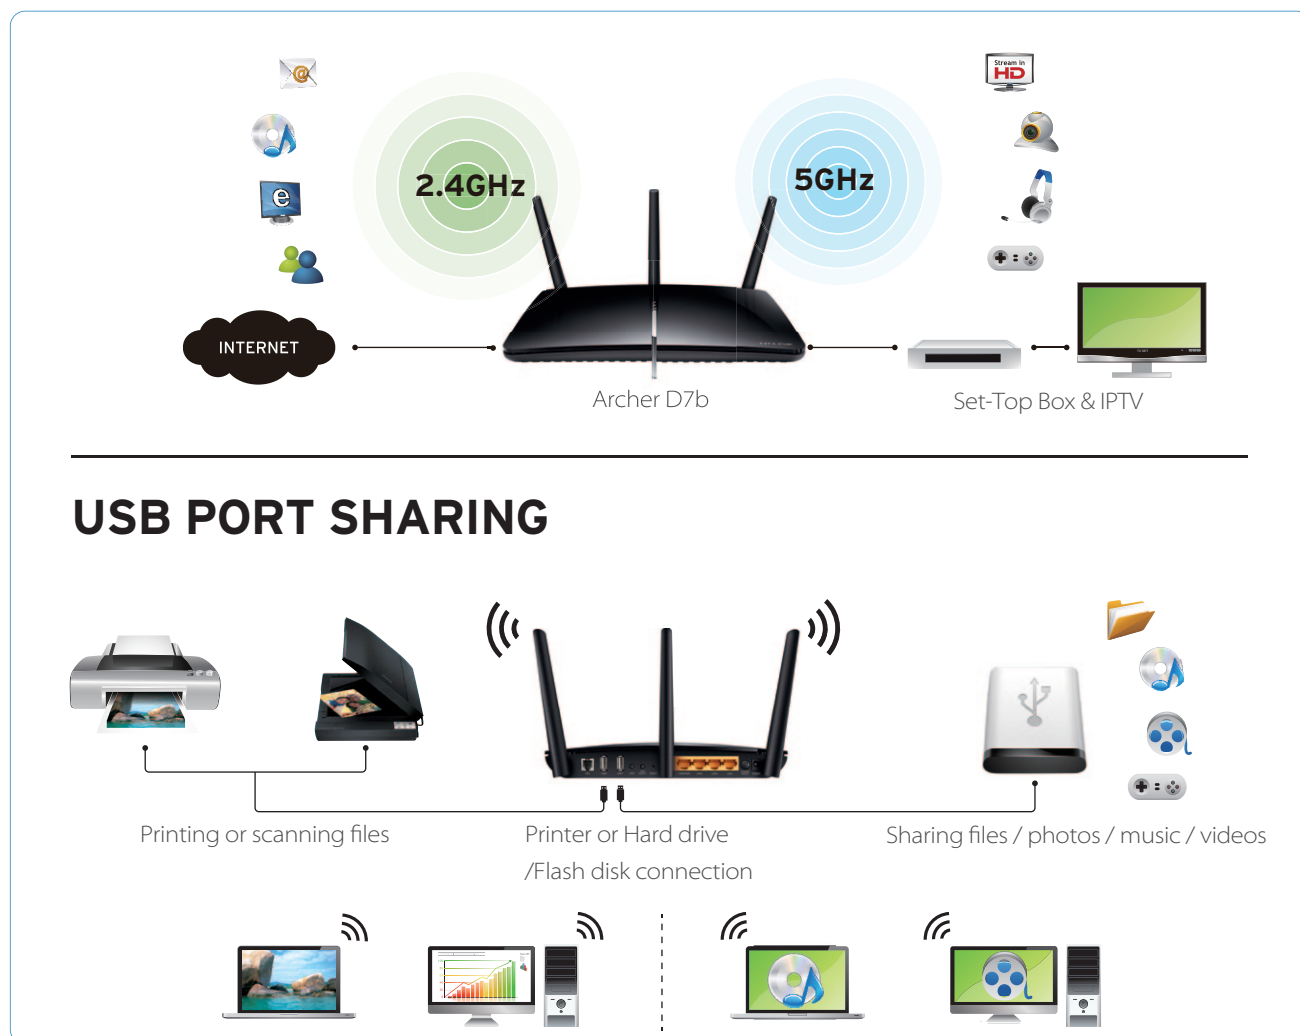 Stream in
HD
2.4GHz
5GHz
e
INTERNET
Archer D7b
Set-Top Box & IPTV
USB PORT SHARING
Printing or scanning files
Printer or Hard drive
/Flash disk connection
Sharing files / photos / music / videos